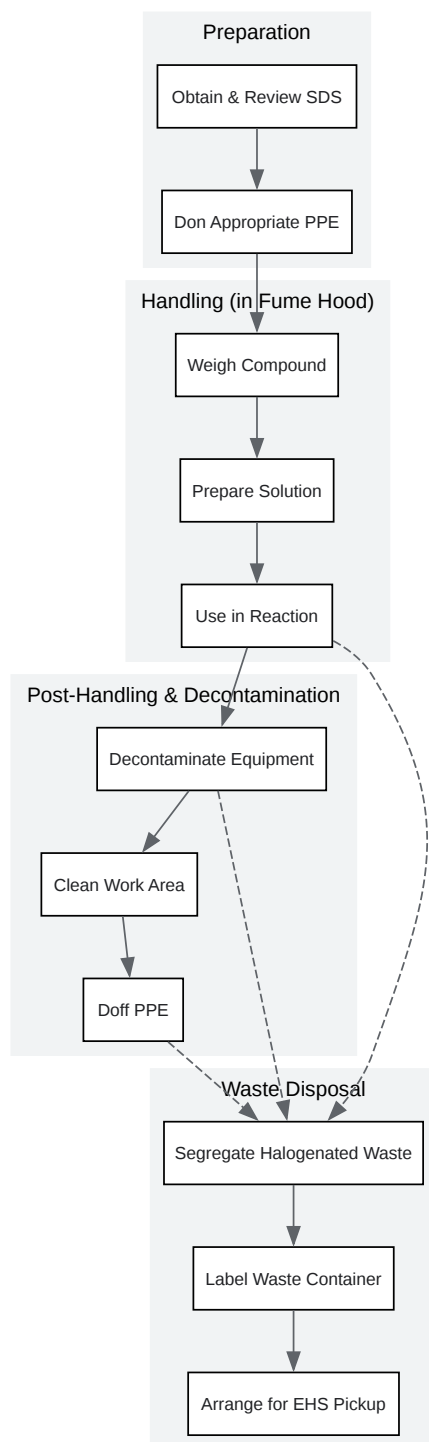 Preparation
Obtain & Review SDS
Don Appropriate PPE
Handling (in Fume Hood)
Weigh Compound
Prepare Solution
Use in Reaction
Post-Handling & Decontamination
Decontaminate Equipment
Clean Work Area
Doff PPE
Waste Disposal
Segregate Halogenated Waste
Label Waste Container
Arrange for EHS Pickup